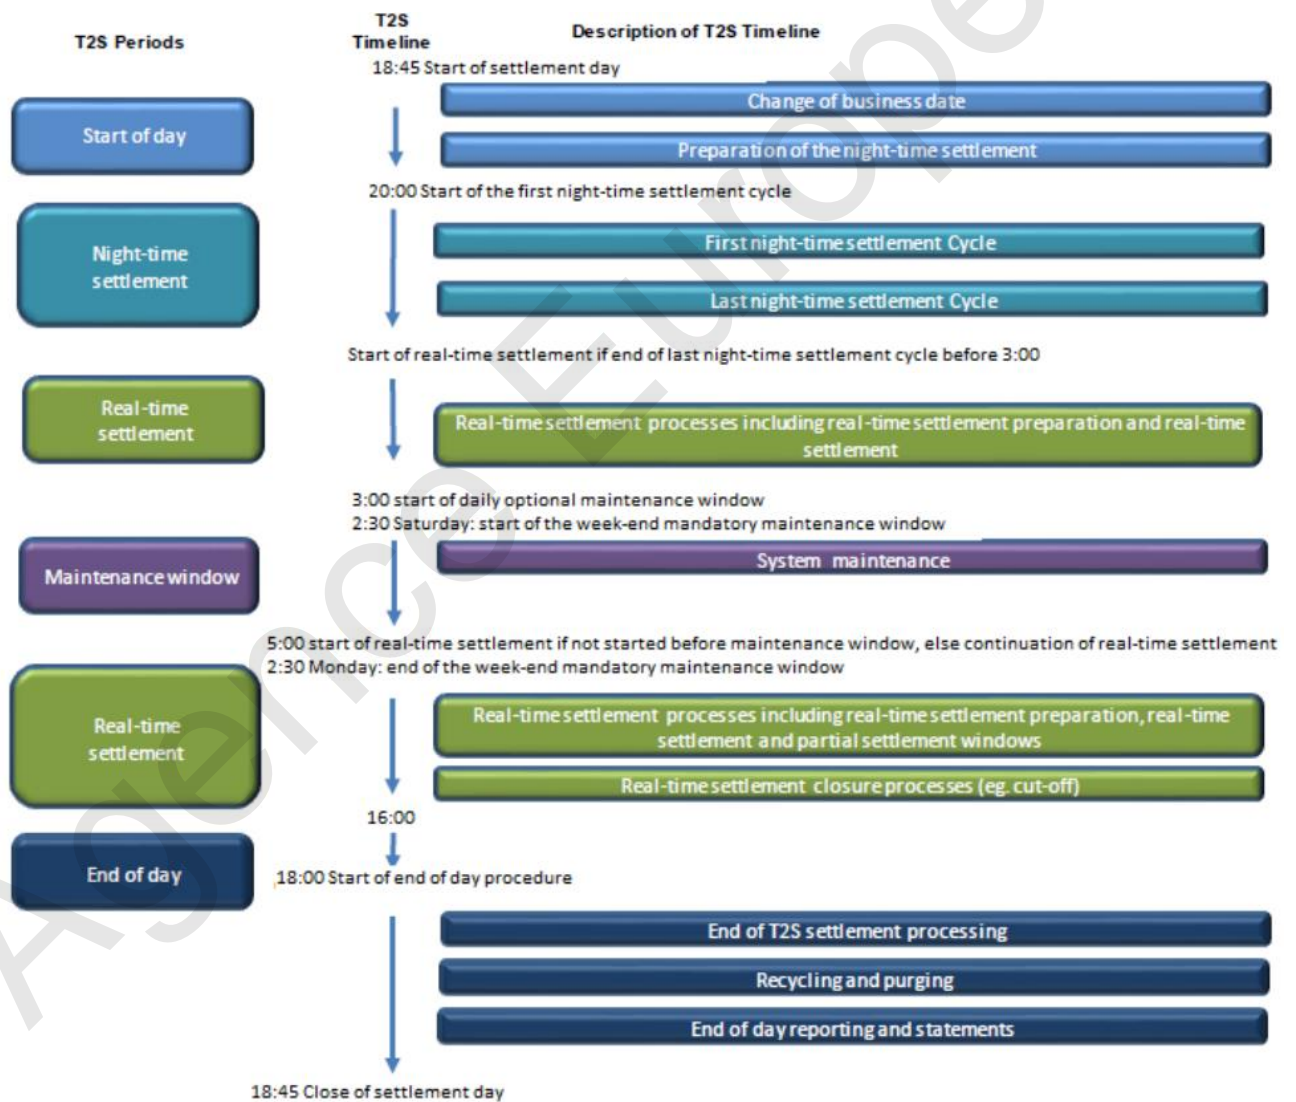 T2S Periods
T2S
Timeline
Description of T2S Timeline
18:45 Start of settlement day
Change of business date
Start of day
Preparation of the night-time settlement
20:00 Start of the first night-time settlement cycle
Night-time
settlement
First night-time settlement Cycle
Last night-time settlement Cycle
Start of real-time settlement if end of last night-time settlement cycle before 3:00
Real-time
settlement
Real-time settlement processes including real-time settlement preparation and real-time
settlement
3:00 start of daily optional maintenance window
2:30 Saturday: start of the week-end mandatory maintenance window
Maintenance window
System maintenance
5:00 start of real-time settlement if not started before maintenance window, else continuation of real-time settlement
2:30 Monday: end of the week-end mandatory maintenance window
Real-time
settlement
Real-time settlement processes including real-time settlement preparation, real-time
settlement and partial settlement windows
Real-time settlement closure processes (eg. cut-off)
16:00
End of day
18:00 Start of end of day procedure
End of T2S settlement processing
Recycling and purging
End of day reporting and statements
18:45 Close of settlement day
Agence Europe